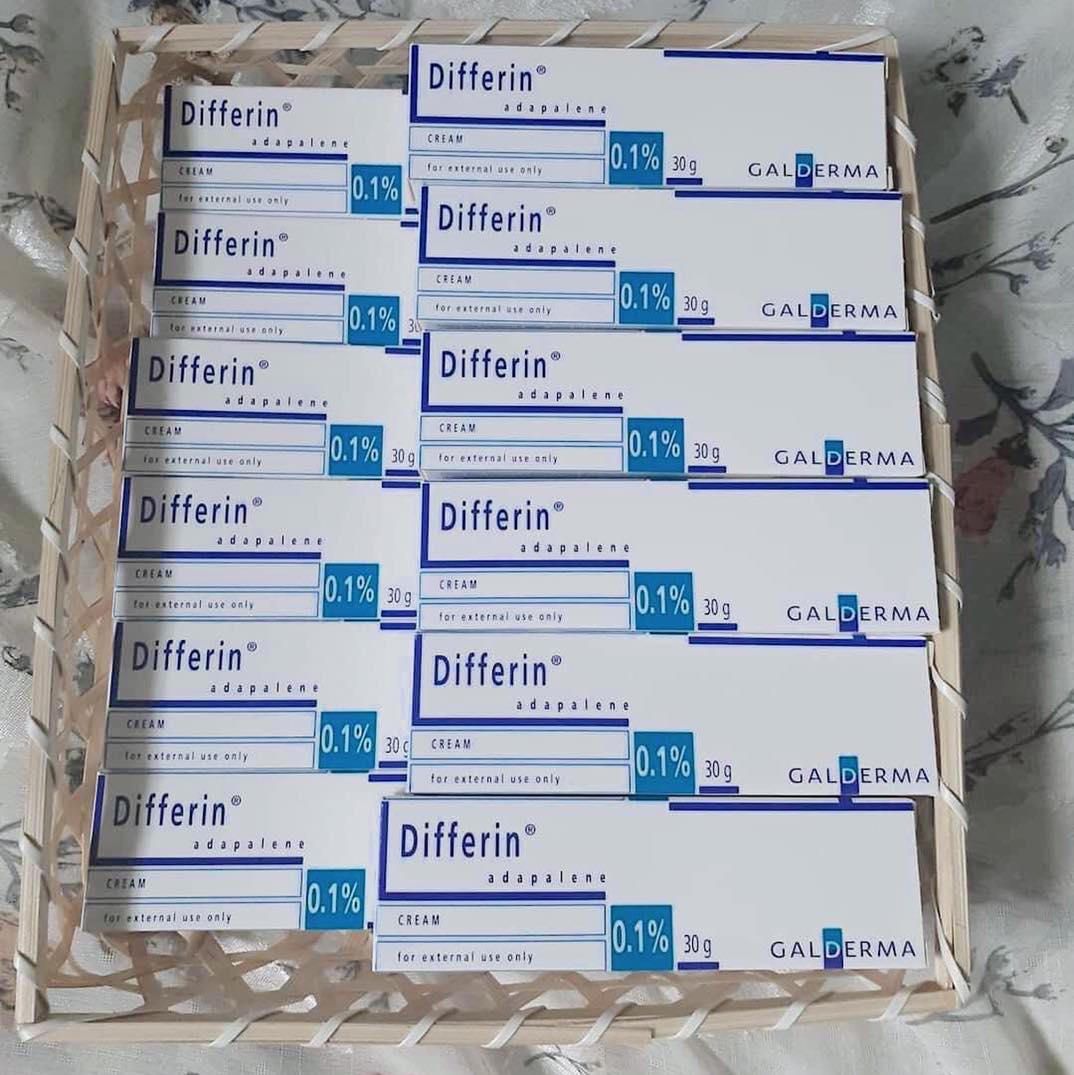 Differin®
adapalene
CREAM
for external use only
0.1%
Differin®
adapalene
CREAM
for external use only
0.1% 30 g
GALDERMA
Differin®
adapalene
CREAM
for external use only
0.1%
Differin®
adapalene
CREAM
for external use only
0.1% 30 g
GALDERMA
Differin®
adapalene
CREAM
for external use only
0.1% 30 g
Differin®
adapalene
CREAM
for external use only
0.1% 30 g
GALDERMA
Differin®
adapalene
CREAM
for external use only
0.1% 30 g
Differin®
adapalene
CREAM
for external use only
0.1% 30 g
GALDERMA
Differin®
adapalene
CREAM
for external use only
0.1% 30 g
Differin®
adapalene
CREAM
for external use only
0.1% 30 g
GALDERMA
Differin®
adapalene
CREAM
for external use only
0.1%
Differin®
adapalene
CREAM
for external use only
0.1% 30 g
GALDERMA